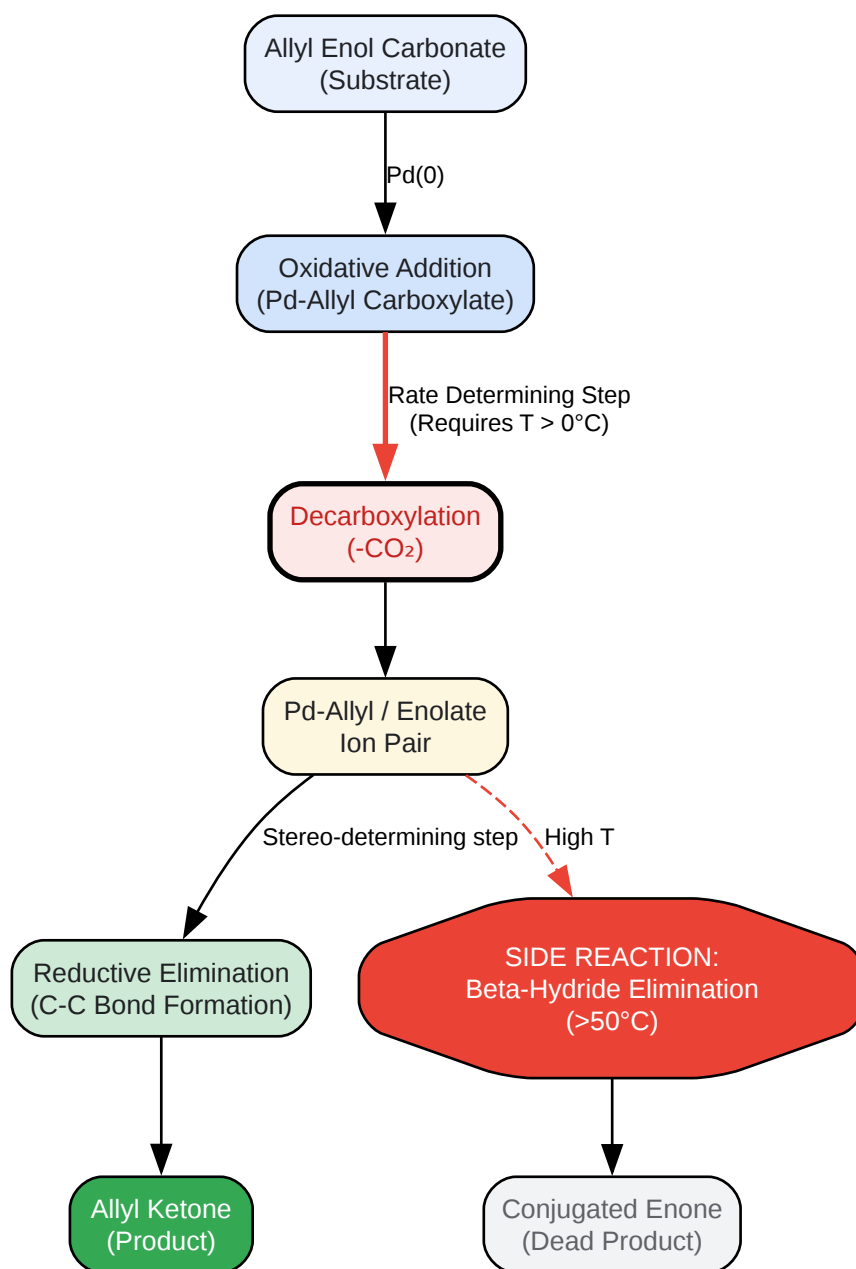 Allyl Enol Carbonate
(Substrate)
Pd(0)
Oxidative Addition
(Pd-Allyl Carboxylate)
Rate Determining Step
(Requires T > 0°C)
Decarboxylation
(-CO₂)
Pd-Allyl / Enolate
Ion Pair
Stereo-determining step
High T
Reductive Elimination
(C-C Bond Formation)
SIDE REACTION:
Beta-Hydride Elimination
(>50°C)
Allyl Ketone
(Product)
Conjugated Enone
(Dead Product)